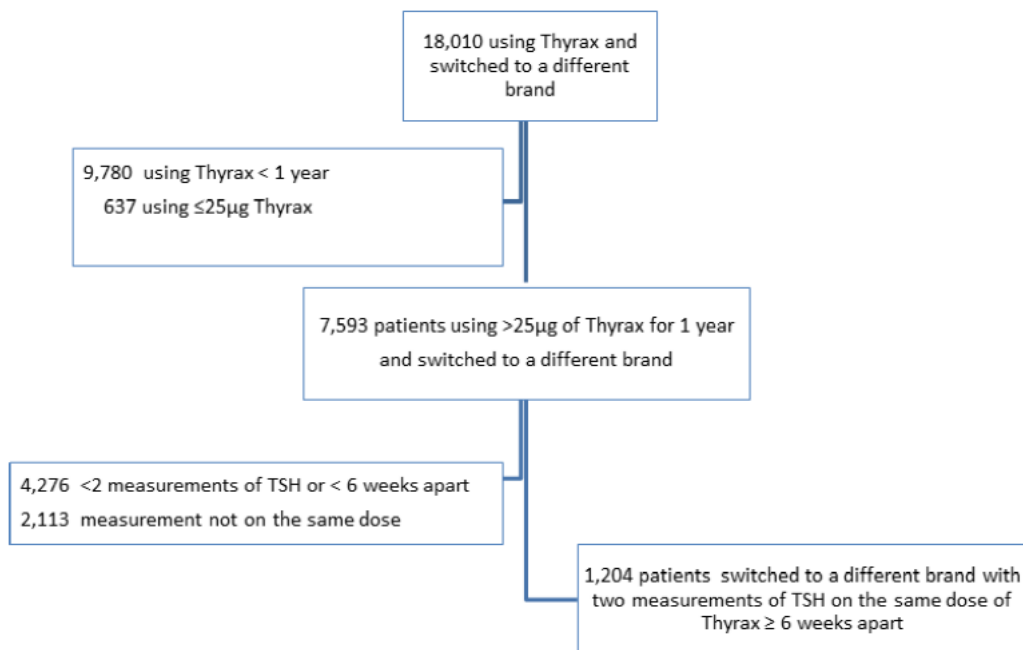 18,010 using Thyrax and
switched to a different
brand
9,780 using Thyrax < 1 year
637 using ≤25µg Thyrax
7,593 patients using >25µg of Thyrax for 1 year
and switched to a different brand
4,276 <2 measurements of TSH or < 6 weeks apart
2,113 measurement not on the same dose
1,204 patients switched to a different brand with
two measurements of TSH on the same dose of
Thyrax ≥ 6 weeks apart